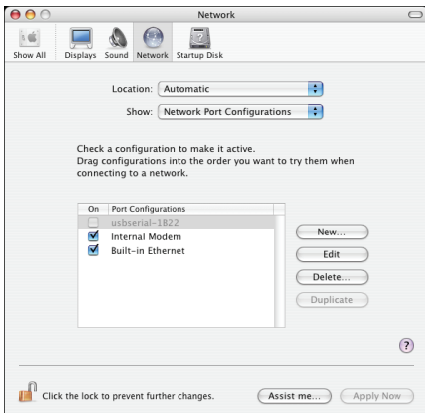 Network
Show All Displays Sound Network Startup Disk
Location: Automatic
Show: Network Port Configurations
Check a configuration to make it active.
Drag configurations into the order you want to try them when
connecting to a network.
On Port Configurations
usbserial-1B22
Internal Modem
Built-in Ethernet
New...
Edit
Delete...
Duplicate
?
Click the lock to prevent further changes.
Assist me... Apply Now